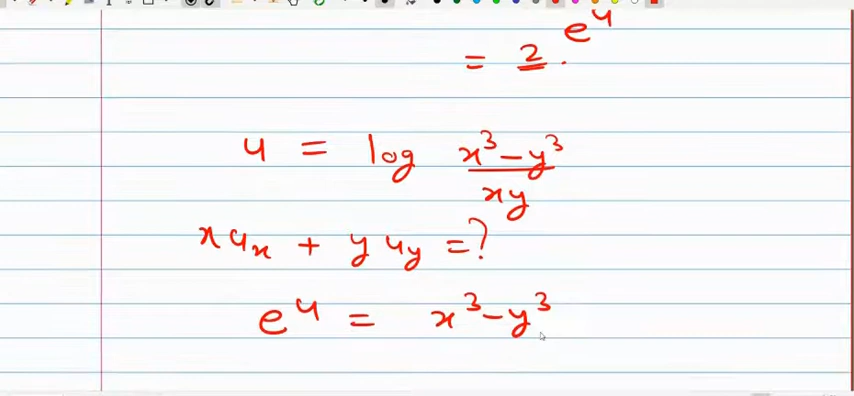 = 2 . e^u
u = log (x^3 - y^3)/(xy)
x u_x + y u_y = ?
e^u = x^3 - y^3